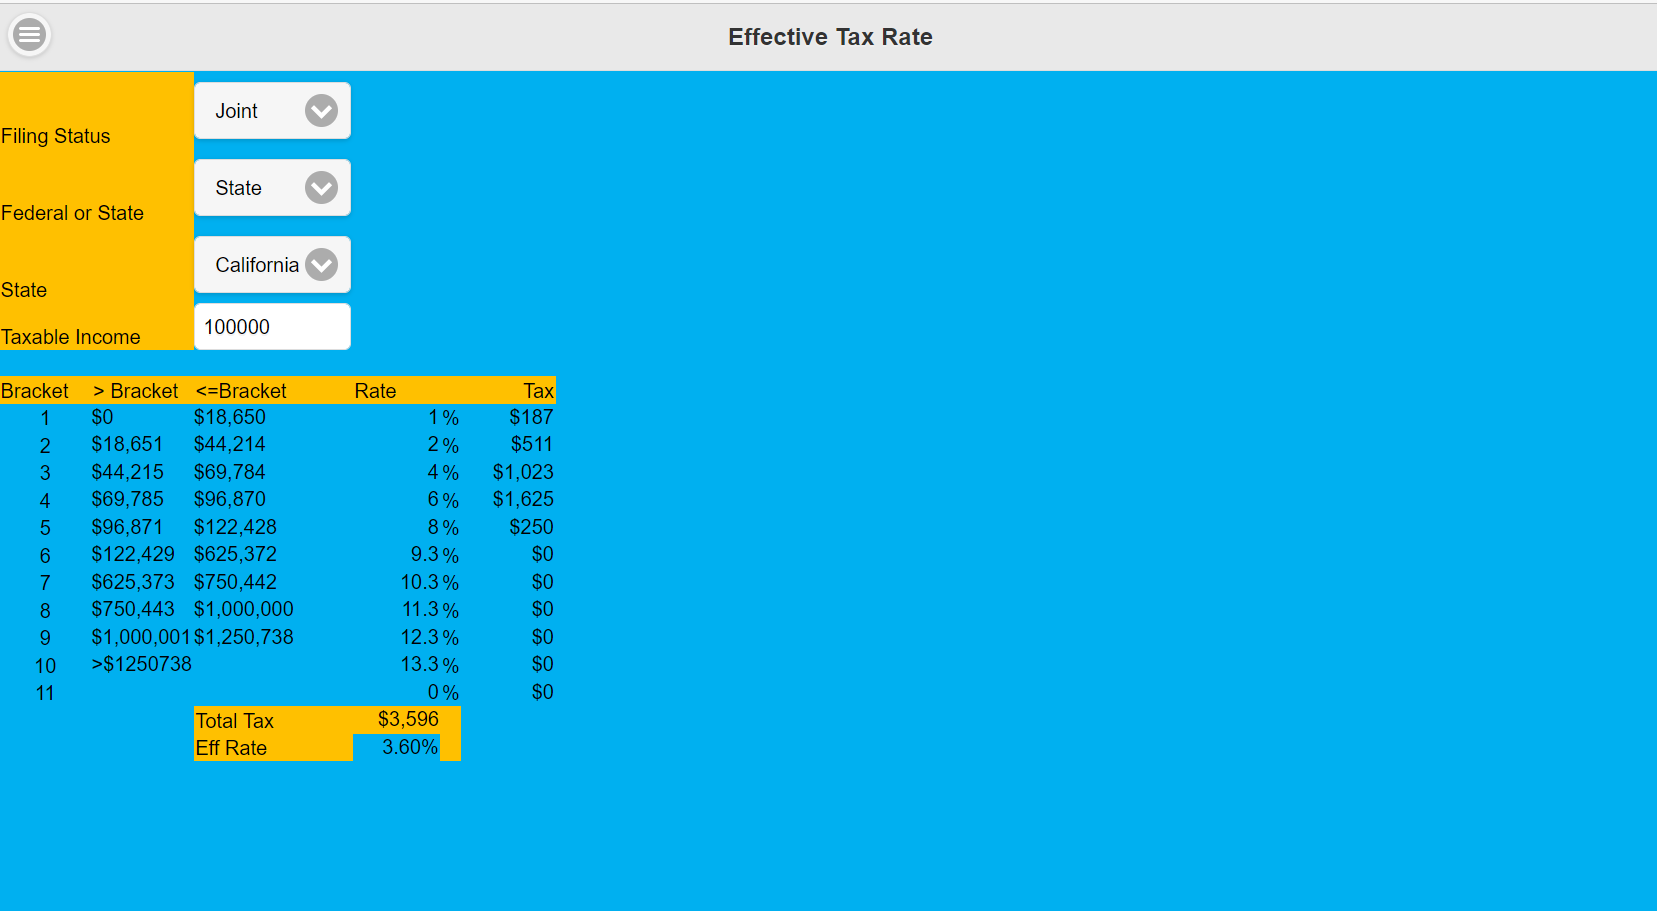 Effective Tax Rate
Filing Status Joint
Federal or State State
State California
Taxable Income 100000
Bracket > Bracket <=Bracket Rate Tax
1 $0 $18,650 1 % $187
2 $18,651 $44,214 2 % $511
3 $44,215 $69,784 4 % $1,023
4 $69,785 $96,870 6 % $1,625
5 $96,871 $122,428 8 % $250
6 $122,429 $625,372 9.3 % $0
7 $625,373 $750,442 10.3 % $0
8 $750,443 $1,000,000 11.3 % $0
9 $1,000,001 $1,250,738 12.3 % $0
10 >$1250738 13.3 % $0
11 0 % $0
Total Tax $3,596
Eff Rate 3.60%